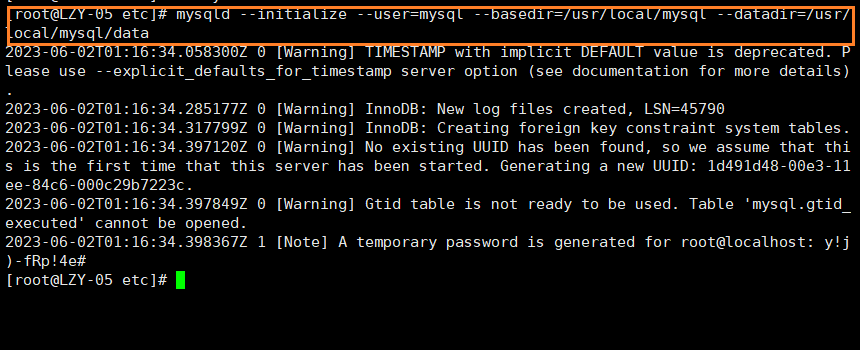 [root@LZY-05 etc]# mysqld --initialize --user=mysql --basedir=/usr/local/mysql --datadir=/usr/
local/mysql/data
2023-06-02T01:16:34.058300Z 0 [Warning] TIMESTAMP with implicit DEFAULT value is deprecated. P
lease use --explicit_defaults_for_timestamp server option (see documentation for more details)
.
2023-06-02T01:16:34.285177Z 0 [Warning] InnoDB: New log files created, LSN=45790
2023-06-02T01:16:34.317799Z 0 [Warning] InnoDB: Creating foreign key constraint system tables.
2023-06-02T01:16:34.397120Z 0 [Warning] No existing UUID has been found, so we assume that thi
s is the first time that this server has been started. Generating a new UUID: 1d491d48-00e3-11
ee-84c6-000c29b7223c.
2023-06-02T01:16:34.397849Z 0 [Warning] Gtid table is not ready to be used. Table 'mysql.gtid_
executed' cannot be opened.
2023-06-02T01:16:34.398367Z 1 [Note] A temporary password is generated for root@localhost: y!j
)-fRp!4e#
[root@LZY-05 etc]#